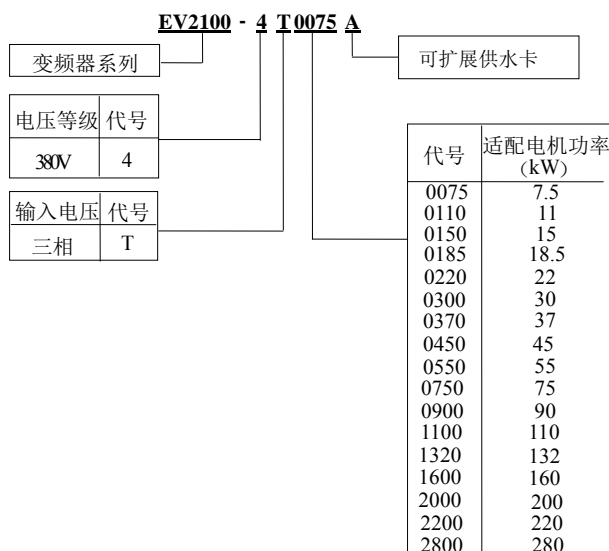 EV2100 - 4 T 0075 A
变频器系列
可扩展供水卡
电压等级 代号
380V 4
输入电压 代号
三相 T
代号 适配电机功率
(kW)
0075 7.5
0110 11
0150 15
0185 18.5
0220 22
0300 30
0370 37
0450 45
0550 55
0750 75
0900 90
1100 110
1320 132
1600 160
2000 200
2200 220
2800 280